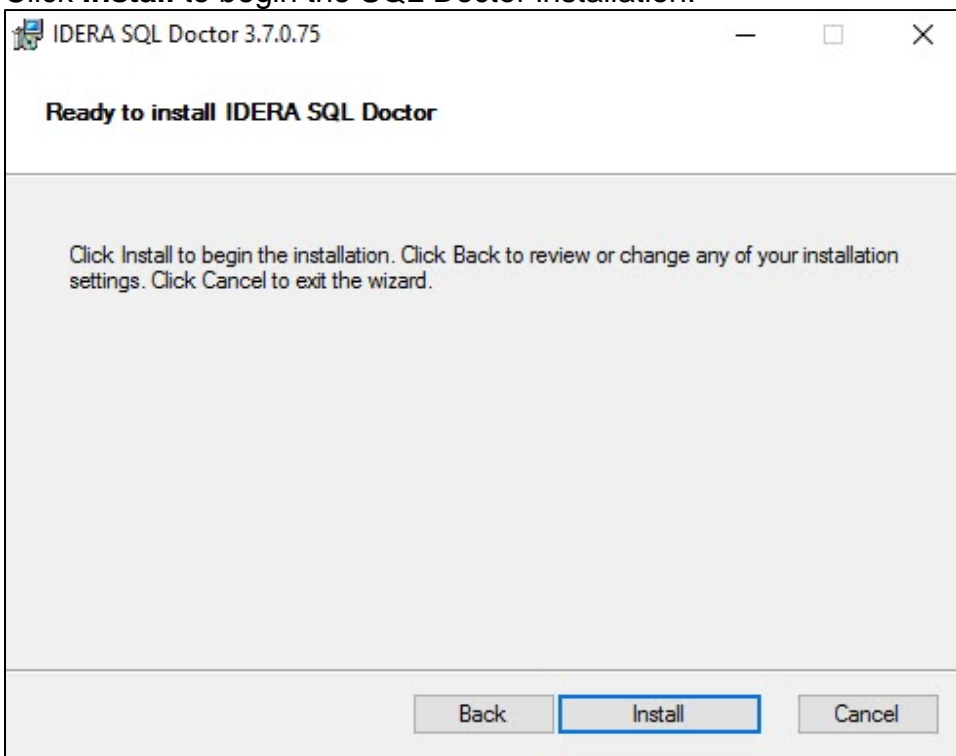 Click Install to begin the SQL Doctor installation.
IDERA SQL Doctor 3.7.0.75
Ready to install IDERA SQL Doctor
Click Install to begin the installation. Click Back to review or change any of your installation
settings. Click Cancel to exit the wizard.
Back Install Cancel